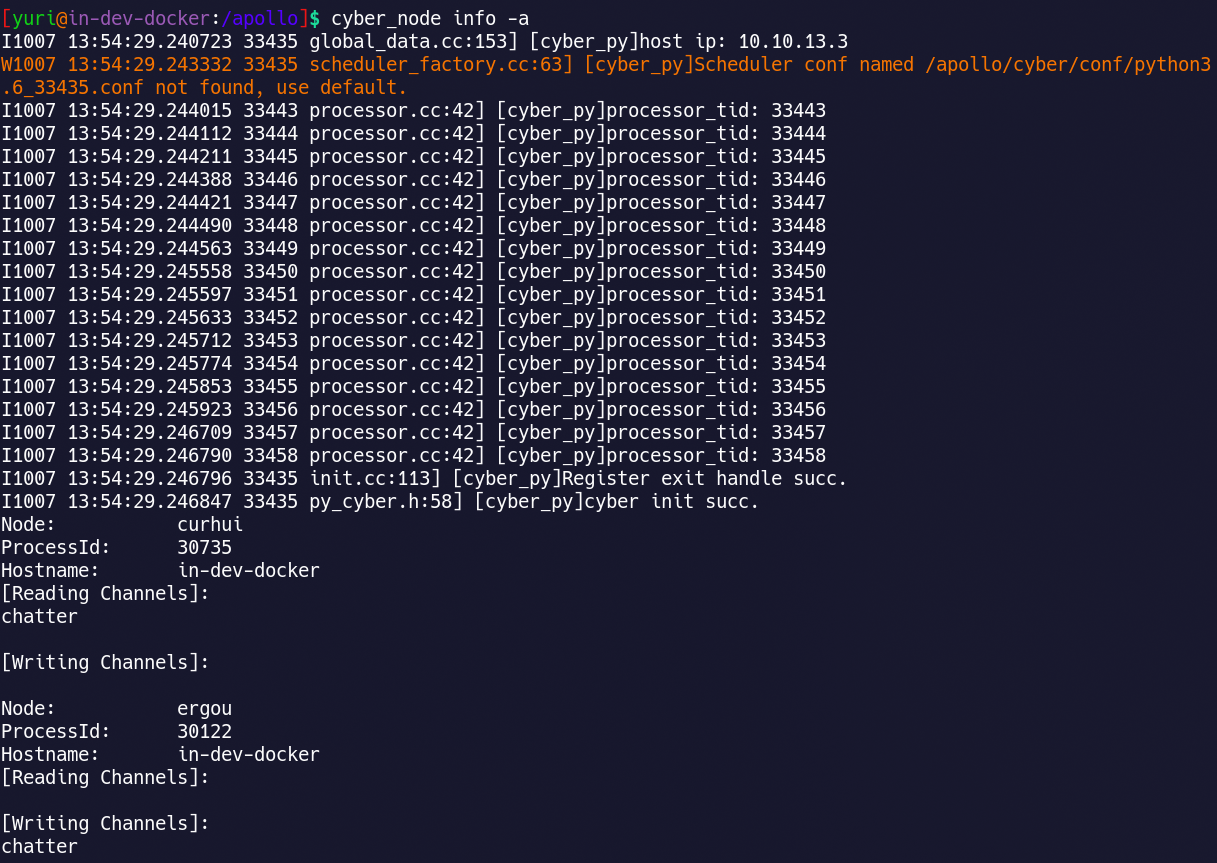 [yuri@in-dev-docker:/apollo]$ cyber_node info -a
I1007 13:54:29.240723 33435 global_data.cc:153] [cyber_py]host ip: 10.10.13.3
W1007 13:54:29.243332 33435 scheduler_factory.cc:63] [cyber_py]Scheduler conf named /apollo/cyber/conf/python3
.6_33435.conf not found, use default.
I1007 13:54:29.244015 33443 processor.cc:42] [cyber_py]processor_tid: 33443
I1007 13:54:29.244112 33444 processor.cc:42] [cyber_py]processor_tid: 33444
I1007 13:54:29.244211 33445 processor.cc:42] [cyber_py]processor_tid: 33445
I1007 13:54:29.244388 33446 processor.cc:42] [cyber_py]processor_tid: 33446
I1007 13:54:29.244421 33447 processor.cc:42] [cyber_py]processor_tid: 33447
I1007 13:54:29.244490 33448 processor.cc:42] [cyber_py]processor_tid: 33448
I1007 13:54:29.244563 33449 processor.cc:42] [cyber_py]processor_tid: 33449
I1007 13:54:29.245558 33450 processor.cc:42] [cyber_py]processor_tid: 33450
I1007 13:54:29.245597 33451 processor.cc:42] [cyber_py]processor_tid: 33451
I1007 13:54:29.245633 33452 processor.cc:42] [cyber_py]processor_tid: 33452
I1007 13:54:29.245712 33453 processor.cc:42] [cyber_py]processor_tid: 33453
I1007 13:54:29.245774 33454 processor.cc:42] [cyber_py]processor_tid: 33454
I1007 13:54:29.245853 33455 processor.cc:42] [cyber_py]processor_tid: 33455
I1007 13:54:29.245923 33456 processor.cc:42] [cyber_py]processor_tid: 33456
I1007 13:54:29.246709 33457 processor.cc:42] [cyber_py]processor_tid: 33457
I1007 13:54:29.246790 33458 processor.cc:42] [cyber_py]processor_tid: 33458
I1007 13:54:29.246796 33435 init.cc:113] [cyber_py]Register exit handle succ.
I1007 13:54:29.246847 33435 py_cyber.h:58] [cyber_py]cyber init succ.
Node:           curhui
ProcessId:      30735
Hostname:       in-dev-docker
[Reading Channels]:
chatter

[Writing Channels]:

Node:           ergou
ProcessId:      30122
Hostname:       in-dev-docker
[Reading Channels]:

[Writing Channels]:
chatter